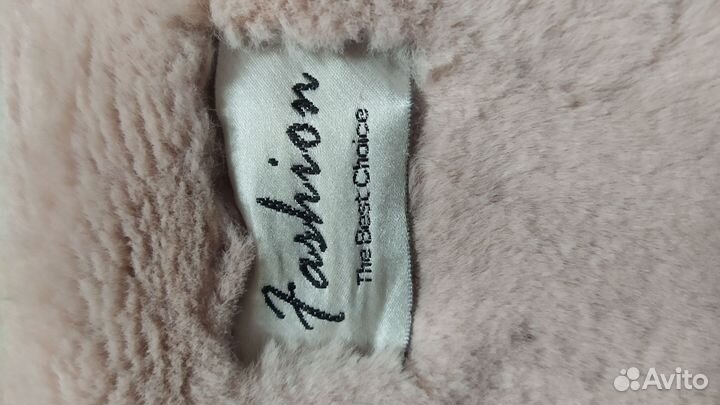 Fashion
The Best Choice
Avito